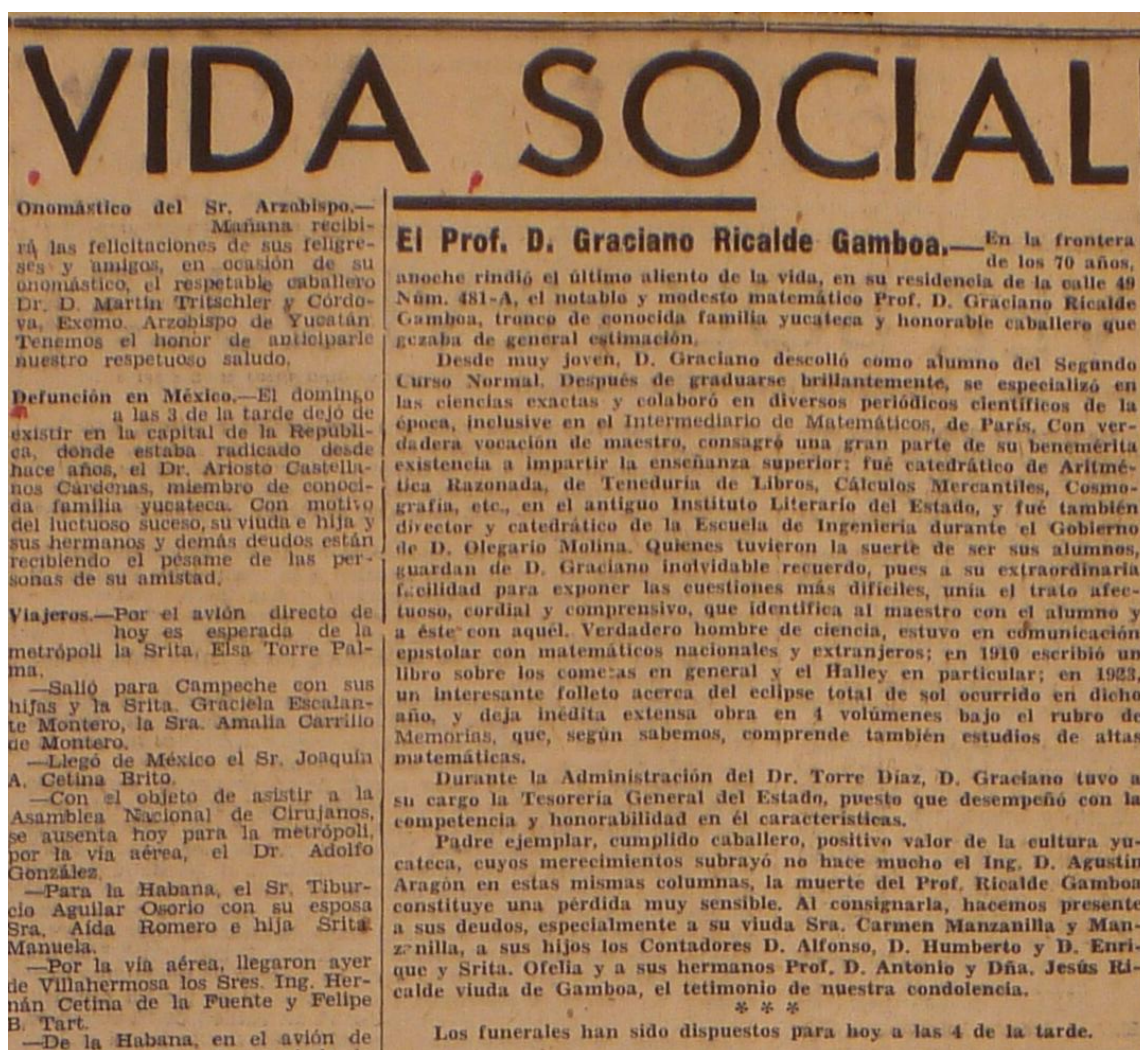 VIDA SOCIAL
Onomástico del Sr. Arzobispo.—
Mañana recibi-
rá las felicitaciones de sus feligre-
ses y amigos, en ocasión de su
onomástico, el respetable caballero
Dr. D. Martín Tritschler y Córdo-
va, Excmo. Arzobispo de Yucatán
Tenemos el honor de anticiparle
nuestro respetuoso saludo.
Defunción en México.—El domingo
a las 3 de la tarde dejó de
existir en la capital de la Repúbli-
ca, donde estaba radicado desde
hace años, el Dr. Ariosto Castella-
nos Cárdenas, miembro de conoci-
da familia yucateca. Con motivo
del luctuoso suceso, su viuda e hija y
sus hermanos y demás deudos están
recibiendo el pésame de las per-
sonas de su amistad.
Viajeros.—Por el avión directo de
hoy es esperada de la
metrópoli la Srita. Elsa Torre Pal-
ma.
—Salió para Campeche con sus
hijas y la Srita. Graciela Escalan-
te Montero, la Sra. Amalia Carrillo
de Montero.
—Llegó de México el Sr. Joaquín
A. Cetina Brito.
—Con el objeto de asistir a la
Asamblea Nacional de Cirujanos,
se ausenta hoy para la metrópoli,
por la vía aérea, el Dr. Adolfo
González.
—Para la Habana, el Sr. Tibur-
cio Aguilar Osorio con su esposa
Sra. Aída Romero e hija Srita
Manuela.
—Por la vía aérea, llegaron ayer
de Villahermosa los Sres. Ing. Her-
nán Cetina de la Fuente y Felipe
B. Tart.
—De la Habana, en el avión de
El Prof. D. Graciano Ricalde Gamboa.—En la frontera
de los 70 años,
anoche rindió el último aliento de la vida, en su residencia de la calle 49
Núm. 481-A, el notable y modesto matemático Prof. D. Graciano Ricalde
Gamboa, tronco de conocida familia yucateca y honorable caballero que
gozaba de general estimación.
Desde muy joven, D. Graciano descolló como alumno del Segundo
Curso Normal. Después de graduarse brillantemente, se especializó en
las ciencias exactas y colaboró en diversos periódicos científicos de la
época, inclusive en el Intermediario de Matemáticos, de París. Con ver-
dadera vocación de maestro, consagró una gran parte de su benemérita
existencia a impartir la enseñanza superior; fué catedrático de Aritmé-
tica Razonada, de Teneduría de Libros, Cálculos Mercantiles, Cosmo-
grafía, etc., en el antiguo Instituto Literario del Estado, y fué también
director y catedrático de la Escuela de Ingeniería durante el Gobierno
de D. Olegario Molina. Quienes tuvieron la suerte de ser sus alumnos,
guardan de D. Graciano inolvidable recuerdo, pues a su extraordinaria
facilidad para exponer las cuestiones más difíciles, unía el trato afec-
tuoso, cordial y comprensivo, que identifica al maestro con el alumno y
a éste con aquél. Verdadero hombre de ciencia, estuvo en comunicación
epistolar con matemáticos nacionales y extranjeros; en 1910 escribió un
libro sobre los cometas en general y el Halley en particular; en 1923,
un interesante folleto acerca del eclipse total de sol ocurrido en dicho
año, y deja inédita extensa obra en 4 volúmenes bajo el rubro de
Memorias, que, según sabemos, comprende también estudios de altas
matemáticas.
Durante la Administración del Dr. Torre Díaz, D. Graciano tuvo a
su cargo la Tesorería General del Estado, puesto que desempeñó con la
competencia y honorabilidad en él características.
Padre ejemplar, cumplido caballero, positivo valor de la cultura yu-
cateca, cuyos merecimientos subrayó no hace mucho el Ing. D. Agustín
Aragón en estas mismas columnas, la muerte del Prof. Ricalde Gamboa
constituye una pérdida muy sensible. Al consignarla, hacemos presente
a sus deudos, especialmente a su viuda Sra. Carmen Manzanilla y Man-
zanilla, a sus hijos los Contadores D. Alfonso, D. Humberto y D. Enri-
que y Srita. Ofelia y a sus hermanos Prof. D. Antonio y Dña. Jesús Ri-
calde viuda de Gamboa, el tetimonio de nuestra condolencia.
* * *
Los funerales han sido dispuestos para hoy a las 4 de la tarde.